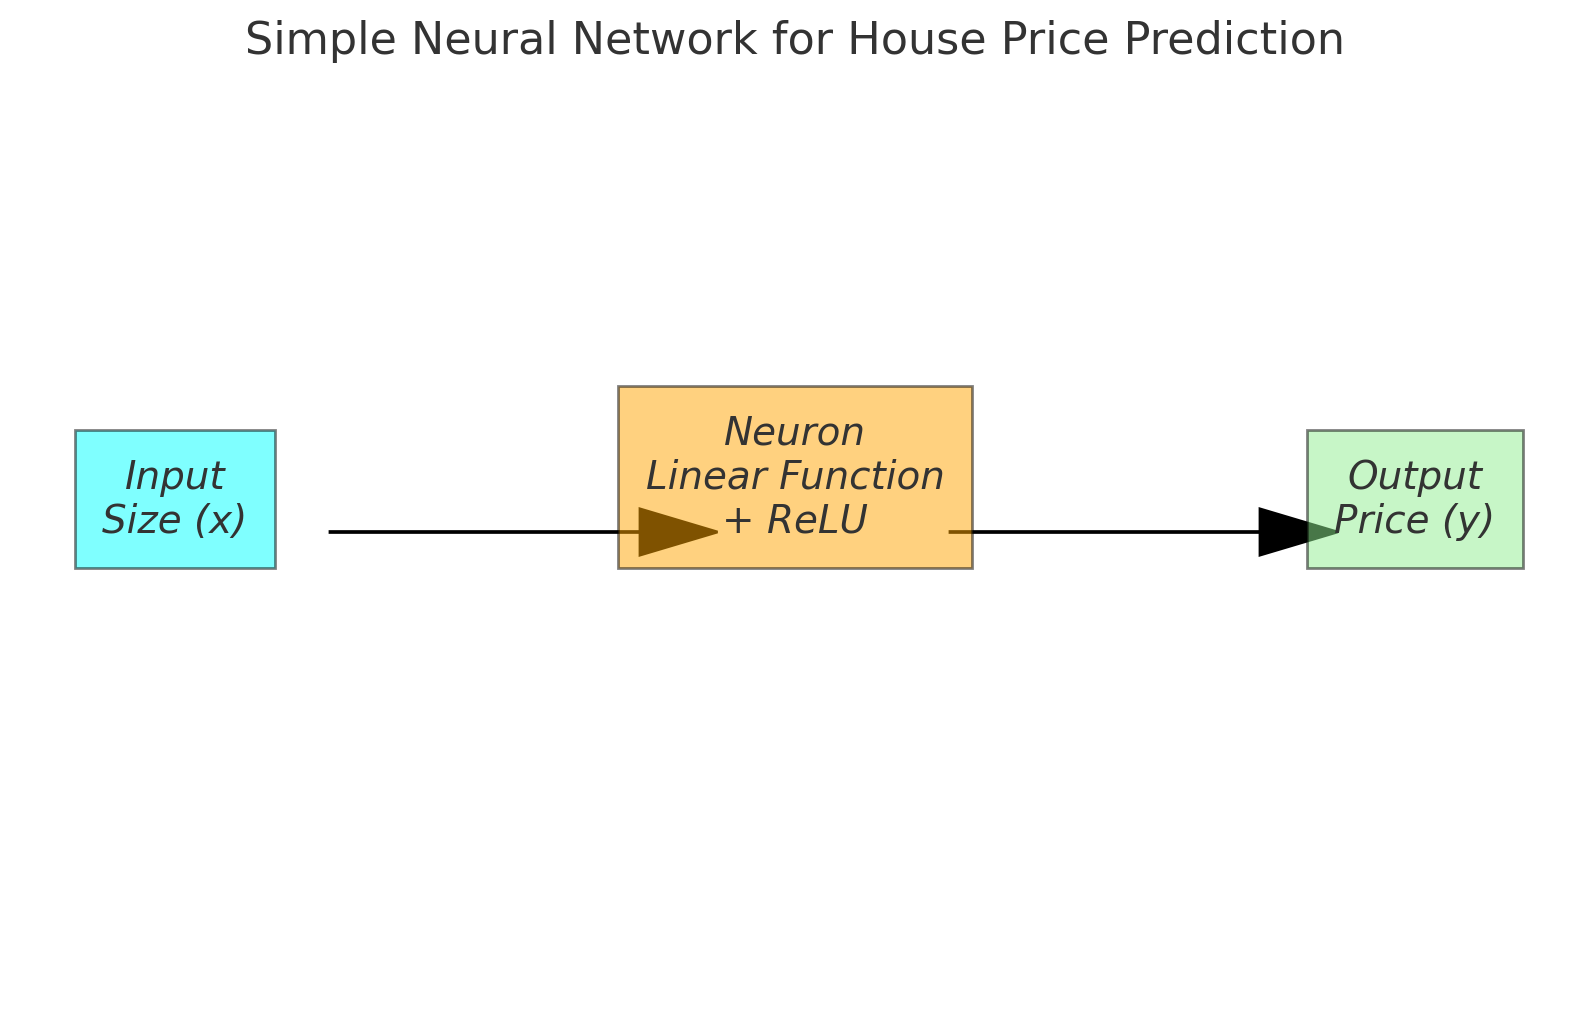 Simple Neural Network for House Price Prediction
Input
Size (x)
Neuron
Linear Function
+ ReLU
Output
Price (y)